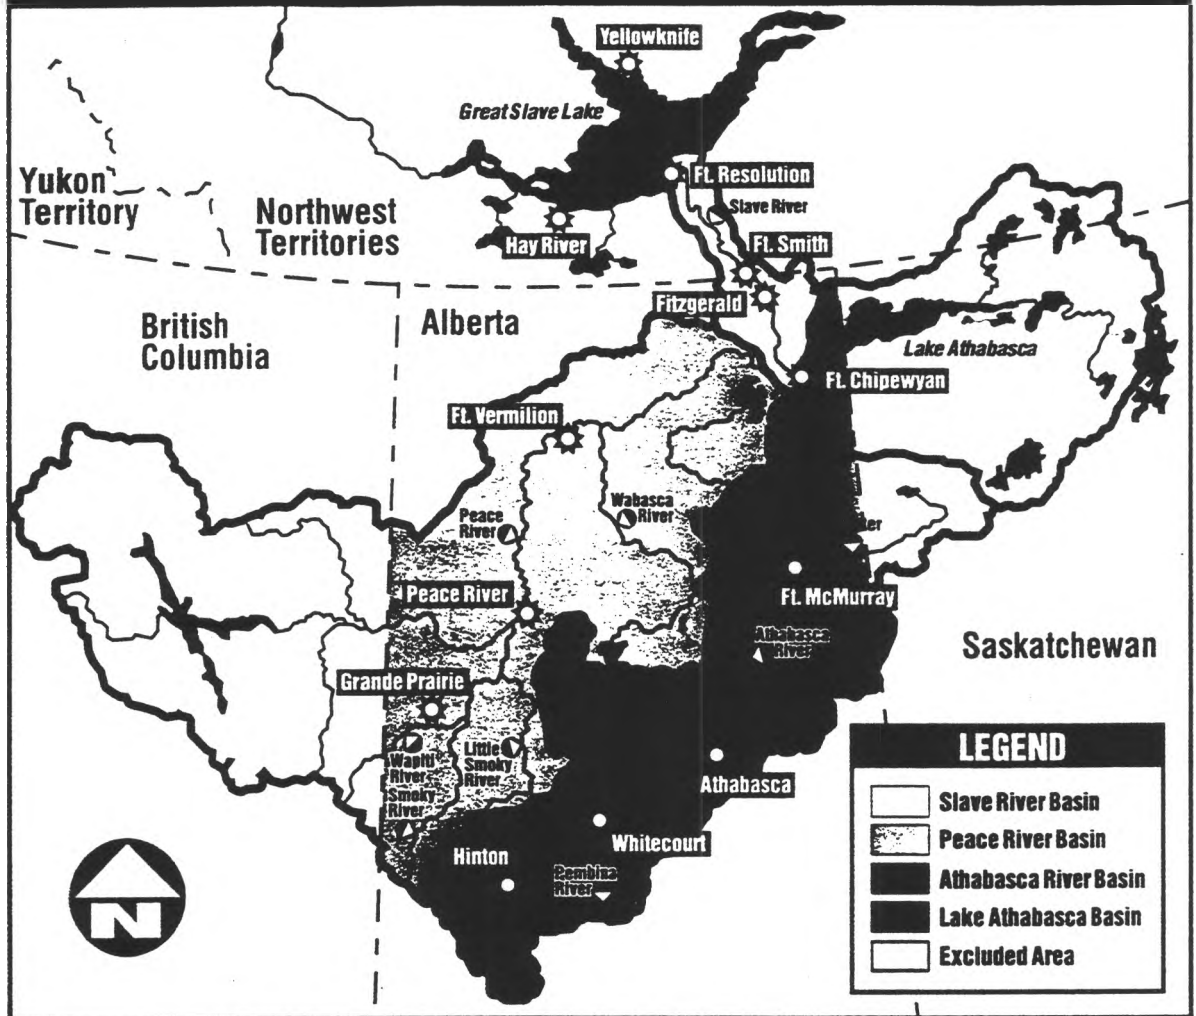 Yellowknife
Great Slave Lake
Ft. Resolution
Yukon
Territory
Northwest
Territories
Slave River
Hay River
Ft. Smith
Fitzgerald
British
Columbia
Alberta
Lake Athabasca
Ft. Chipewyan
Ft. Vermilion
Peace
River
Wabasca
River
Peace River
Ft. McMurray
Athabasca
River
Saskatchewan
Grande Prairie
Wapiti
River
Little
Smoky
River
Smoky
River
Athabasca
Whitecourt
Hinton
Pembina
River
N
LEGEND
Slave River Basin
Peace River Basin
Athabasca River Basin
Lake Athabasca Basin
Excluded Area